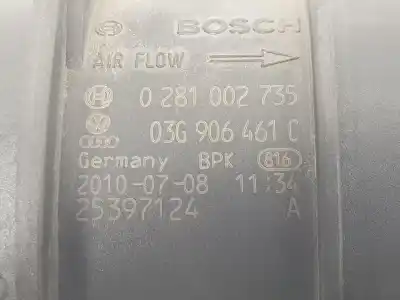 BOSCH
AIR FLOW
0 281 002 735
03G 906 461 C
Germany BPK 816
2010-07-08 11:34
25397124 A